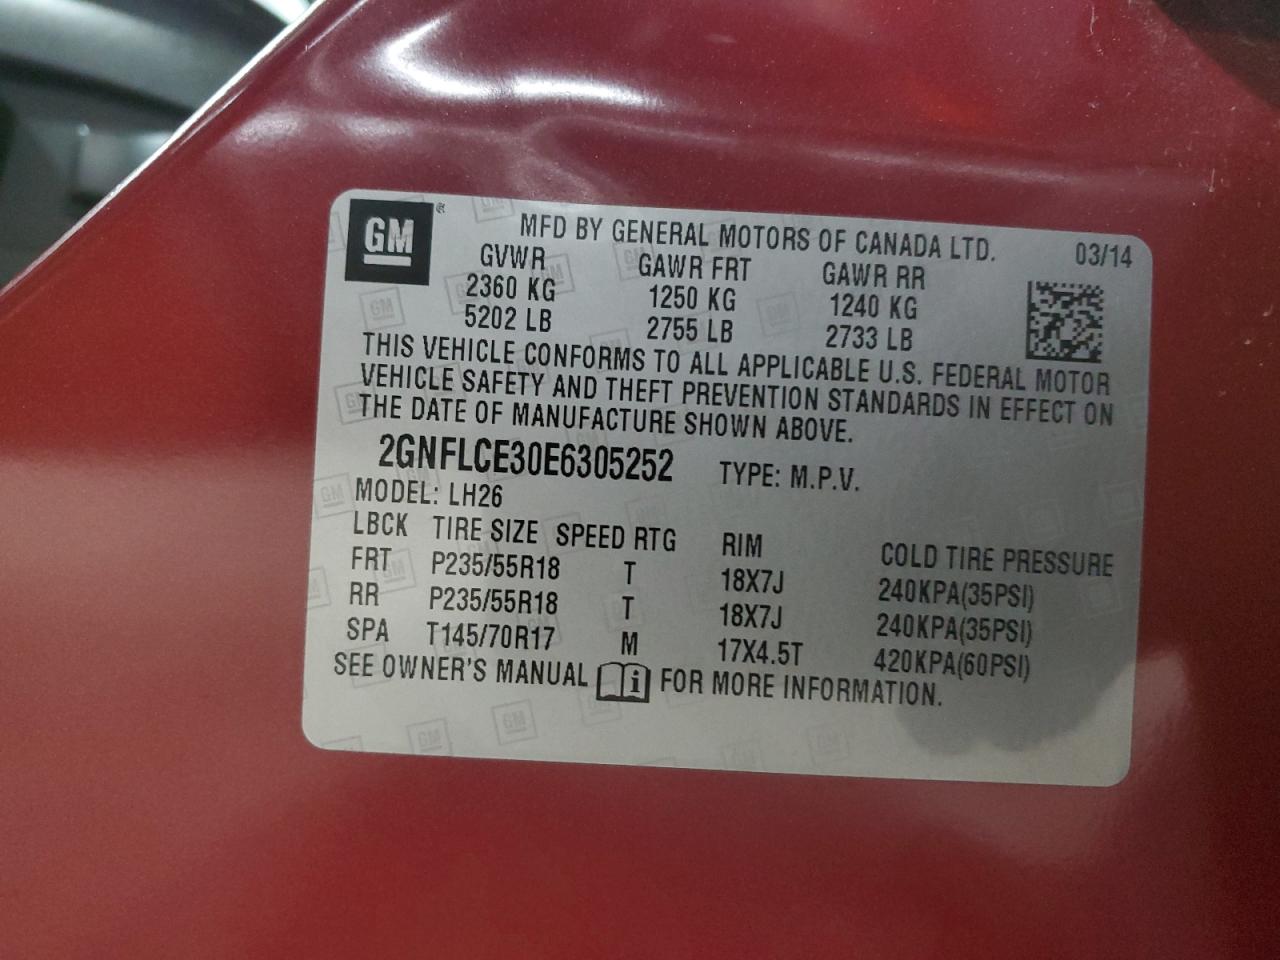 GM ®
MFD BY GENERAL MOTORS OF CANADA LTD. 03/14
GVWR GAWR FRT GAWR RR
2360 KG 1250 KG 1240 KG
5202 LB 2755 LB 2733 LB
THIS VEHICLE CONFORMS TO ALL APPLICABLE U.S. FEDERAL MOTOR
VEHICLE SAFETY AND THEFT PREVENTION STANDARDS IN EFFECT ON
THE DATE OF MANUFACTURE SHOWN ABOVE.
2GNFLCE30E6305252 TYPE: M.P.V.
MODEL: LH26
LBCK TIRE SIZE SPEED RTG RIM COLD TIRE PRESSURE
FRT P235/55R18 T 18X7J 240KPA(35PSI)
RR P235/55R18 T 18X7J 240KPA(35PSI)
SPA T145/70R17 M 17X4.5T 420KPA(60PSI)
SEE OWNER'S MANUAL i FOR MORE INFORMATION.